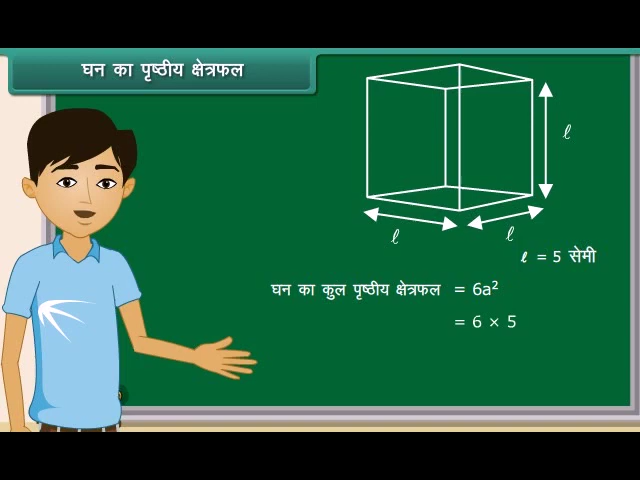 घन का पृष्ठीय क्षेत्रफल
ℓ
ℓ
ℓ
ℓ = 5 सेमी
घन का कुल पृष्ठीय क्षेत्रफल = 6a²
= 6 × 5